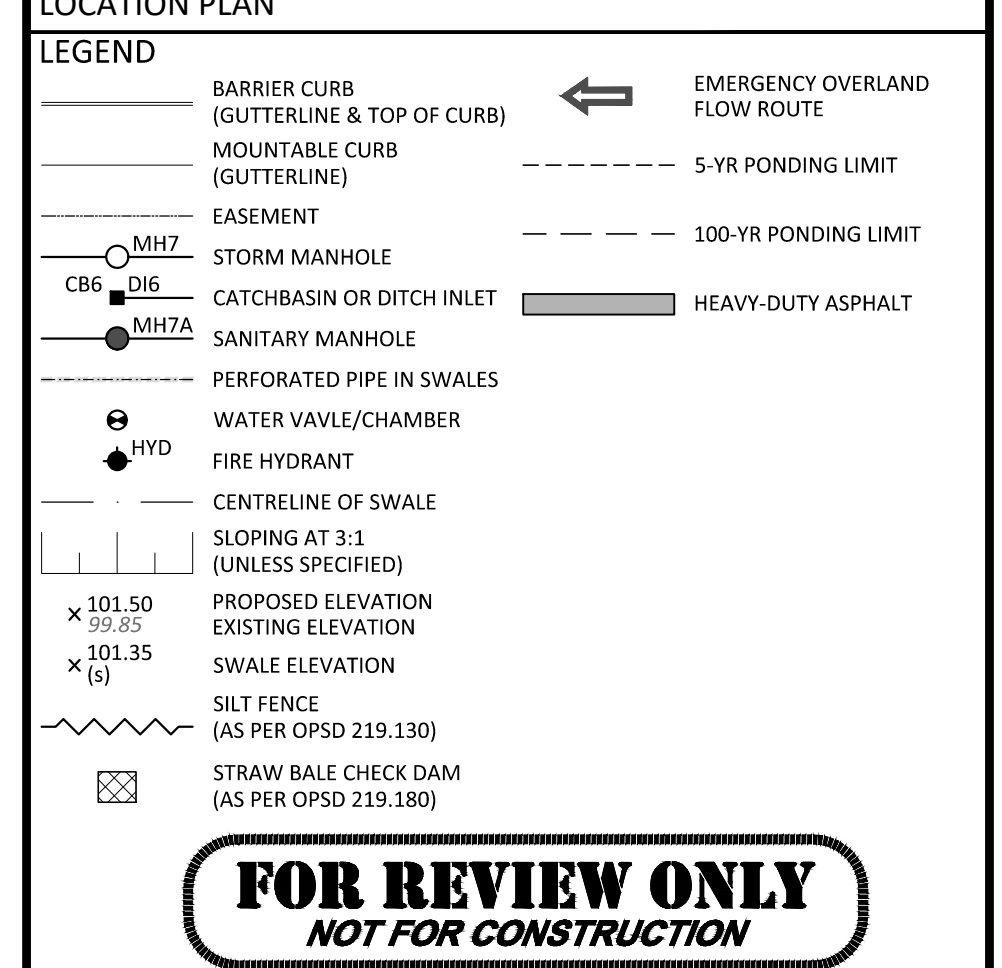 LOCATION PLAN
LEGEND
BARRIER CURB
(GUTTERLINE & TOP OF CURB)
MOUNTABLE CURB
(GUTTERLINE)
EASEMENT
MH7
STORM MANHOLE
CB6 DI6
CATCHBASIN OR DITCH INLET
MH7A
SANITARY MANHOLE
PERFORATED PIPE IN SWALES
WATER VAVLE/CHAMBER
HYD
FIRE HYDRANT
CENTRELINE OF SWALE
SLOPING AT 3:1
(UNLESS SPECIFIED)
× 101.50
99.85
PROPOSED ELEVATION
EXISTING ELEVATION
× 101.35
(s)
SWALE ELEVATION
SILT FENCE
(AS PER OPSD 219.130)
STRAW BALE CHECK DAM
(AS PER OPSD 219.180)
EMERGENCY OVERLAND
FLOW ROUTE
5-YR PONDING LIMIT
100-YR PONDING LIMIT
HEAVY-DUTY ASPHALT
FOR REVIEW ONLY
NOT FOR CONSTRUCTION